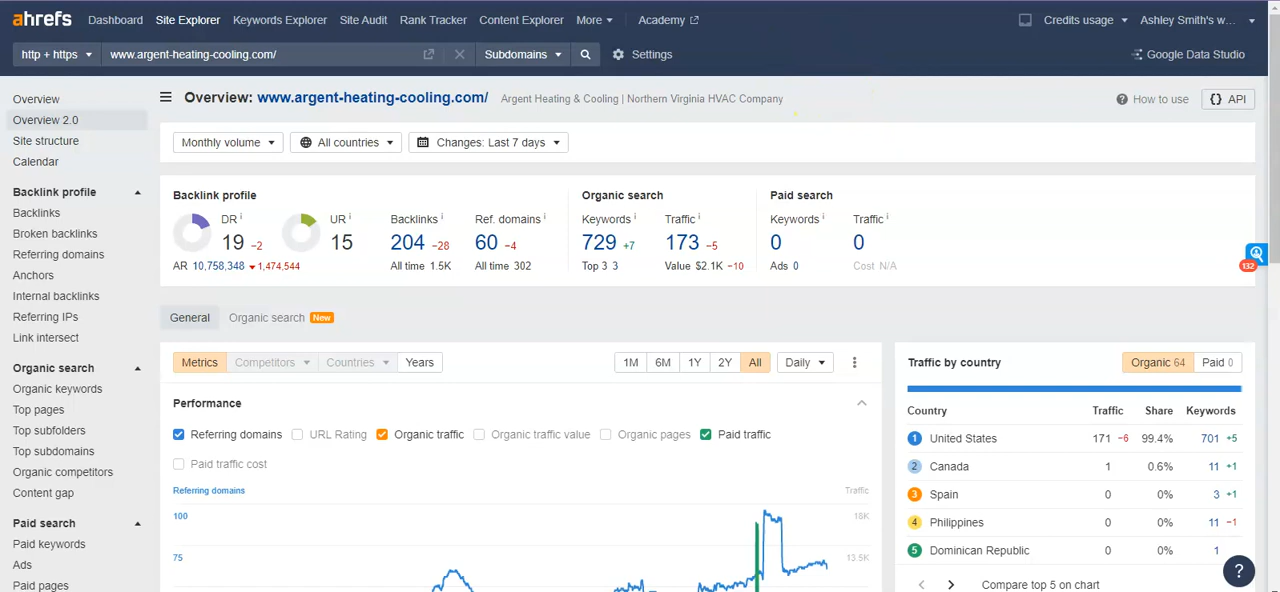 ahrefs Dashboard Site Explorer Keywords Explorer Site Audit Rank Tracker Content Explorer More Academy Credits usage Ashley Smith's w...
http + https www.argent-heating-cooling.com/ Subdomains Settings Google Data Studio
Overview
Overview 2.0
Site structure
Calendar
Backlink profile
Backlinks
Broken backlinks
Referring domains
Anchors
Internal backlinks
Referring IPs
Link intersect
Organic search
Organic keywords
Top pages
Top subfolders
Top subdomains
Organic competitors
Content gap
Paid search
Paid keywords
Ads
Paid pages
Overview: www.argent-heating-cooling.com/ Argent Heating & Cooling | Northern Virginia HVAC Company ? How to use {} API
Monthly volume All countries Changes: Last 7 days
Backlink profile
DR i UR i Backlinks i Ref. domains i
19 -2 15 204 -28 60 -4
AR 10,758,348 1,474,544 All time 1.5K All time 302
Organic search
Keywords i Traffic i
729 +7 173 -5
Top 3 3 Value $2.1K -10
Paid search
Keywords i Traffic i
0 0
Ads 0 Cost N/A
132
General Organic search New
Metrics Competitors Countries Years 1M 6M 1Y 2Y All Daily
Performance
Referring domains URL Rating Organic traffic Organic traffic value Organic pages Paid traffic
Paid traffic cost
Referring domains Traffic
100 18K
75 13.5K
Traffic by country Organic 64 Paid 0
Country Traffic Share Keywords
1 United States 171 -6 99.4% 701 +5
2 Canada 1 0.6% 11 +1
3 Spain 0 0% 3 +1
4 Philippines 0 0% 11 -1
5 Dominican Republic 0 0% 1
Compare top 5 on chart
?